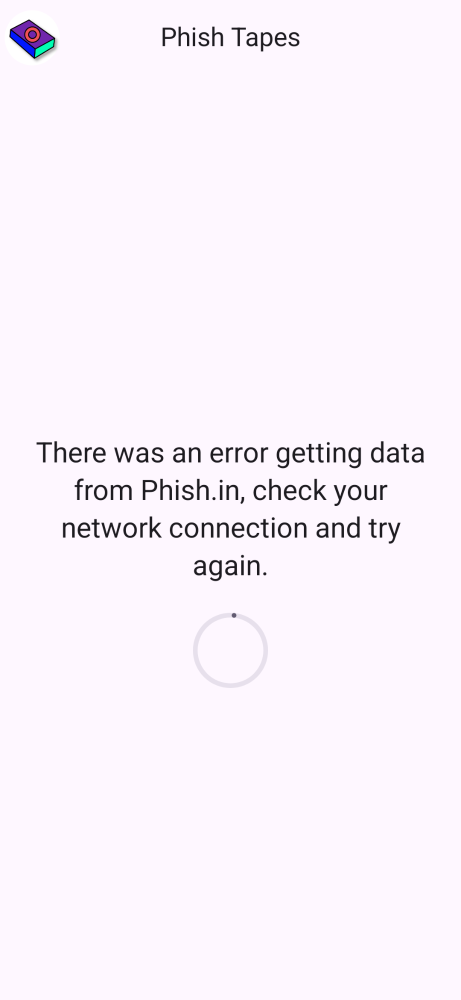 Phish Tapes
There was an error getting data
from Phish.in, check your
network connection and try
again.